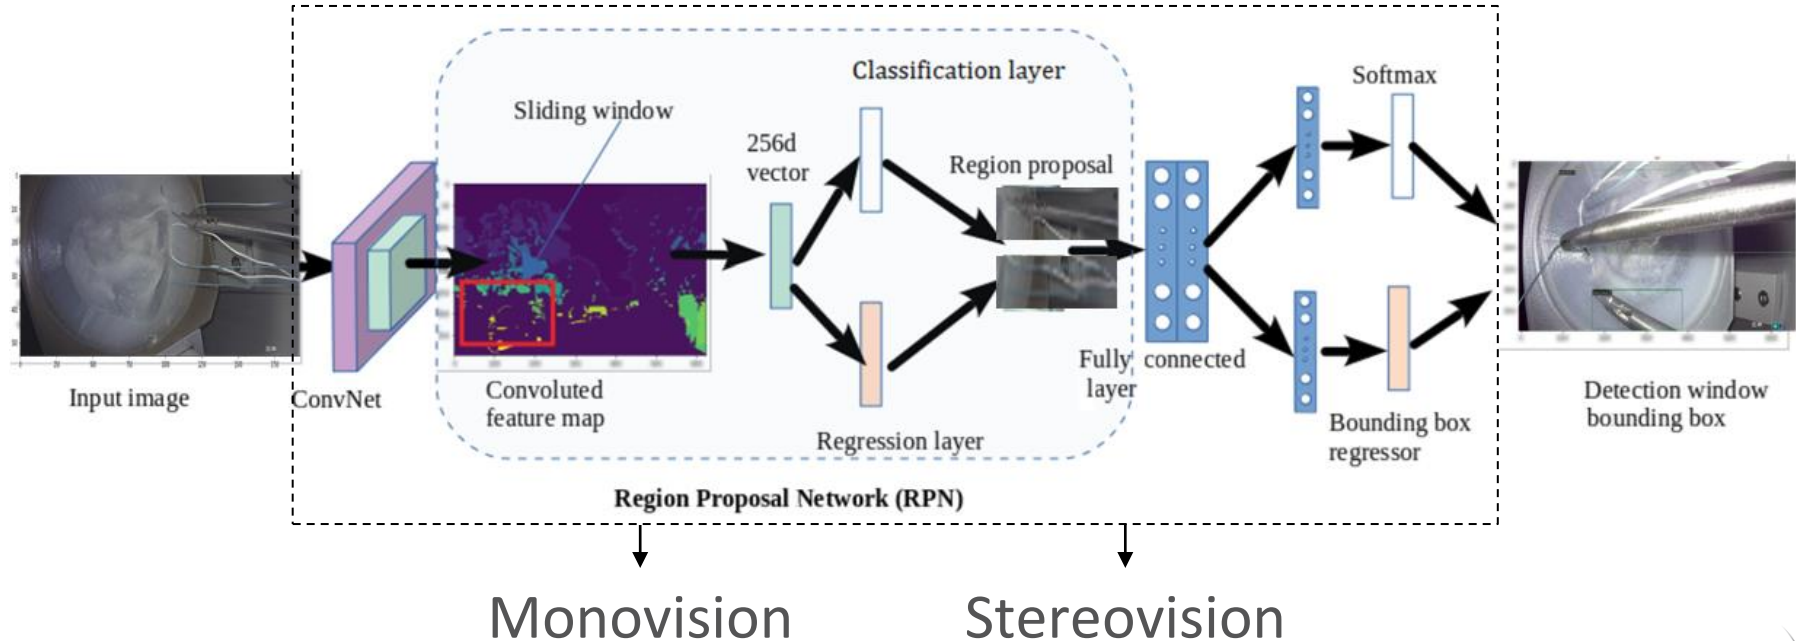 Classification layer
Softmax
Sliding window
256d
vector
Region proposal
Input image
ConvNet
Convoluted
feature map
Fully connected
layer
Regression layer
Bounding box
regressor
Detection window
bounding box
Region Proposal Network (RPN)
Monovision
Stereovision